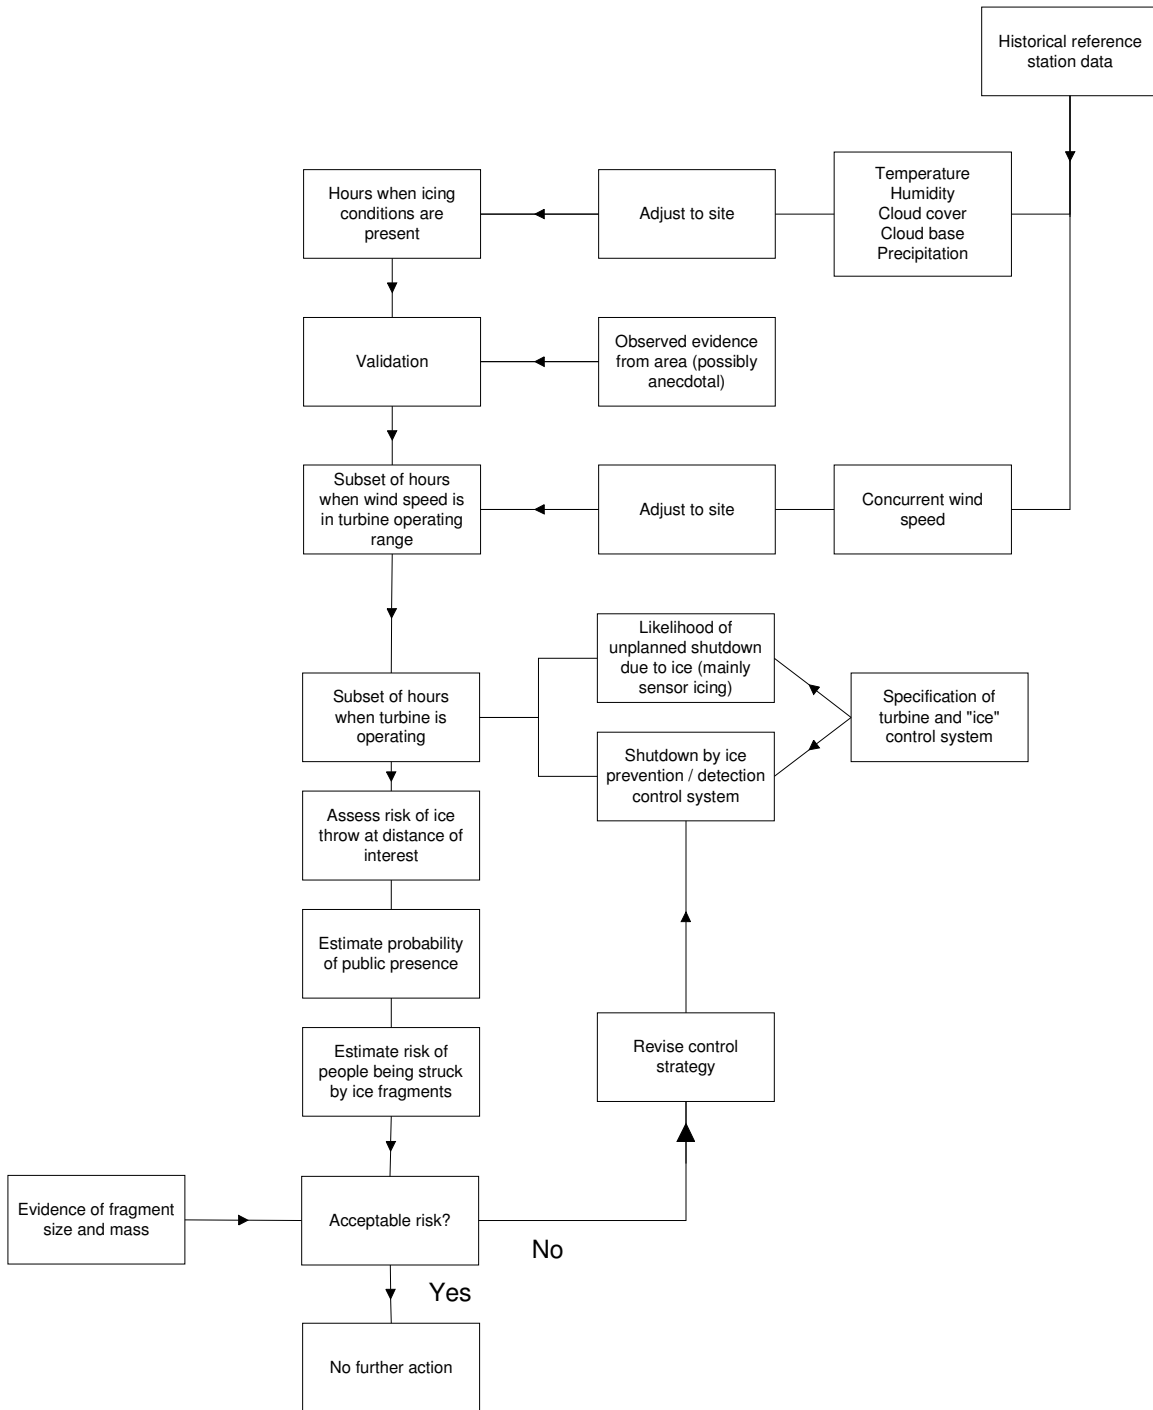 Historical reference
station data
Temperature
Humidity
Cloud cover
Cloud base
Precipitation
Adjust to site
Hours when icing
conditions are
present
Validation
Observed evidence
from area (possibly
anecdotal)
Subset of hours
when wind speed is
in turbine operating
range
Adjust to site
Concurrent wind
speed
Likelihood of
unplanned shutdown
due to ice (mainly
sensor icing)
Subset of hours
when turbine is
operating
Specification of
turbine and "ice"
control system
Shutdown by ice
prevention / detection
control system
Assess risk of ice
throw at distance of
interest
Estimate probability
of public presence
Estimate risk of
people being struck
by ice fragments
Revise control
strategy
Evidence of fragment
size and mass
Acceptable risk?
No
Yes
No further action